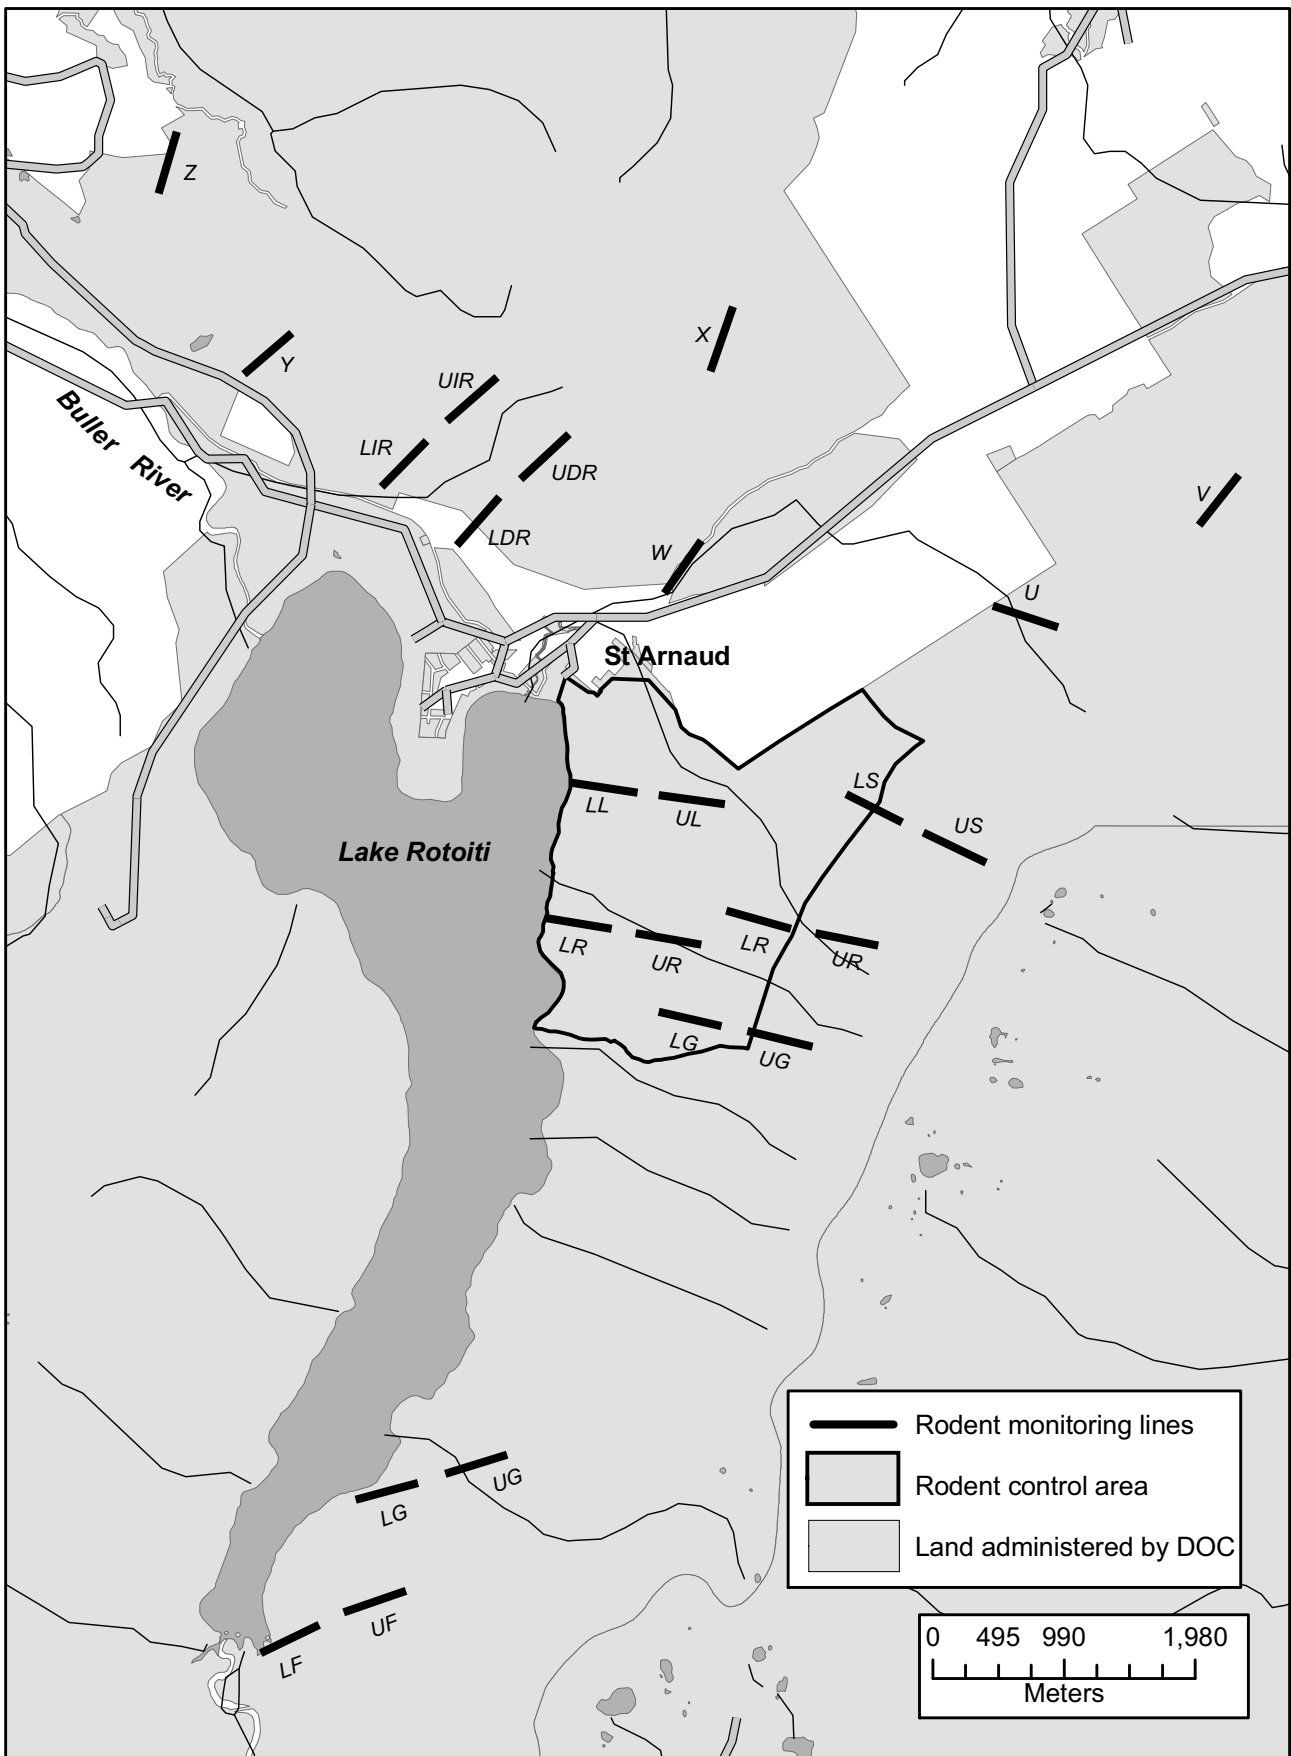 Z
X
Y
UIR
Buller River
LIR
UDR
V
LDR
W
U
St Arnaud
LS
LL
UL
US
Lake Rotoiti
LR
UR
LR
UR
LG
UG
Rodent monitoring lines
Rodent control area
Land administered by DOC
UG
LG
UF
LF
0 495 990 1,980
Meters